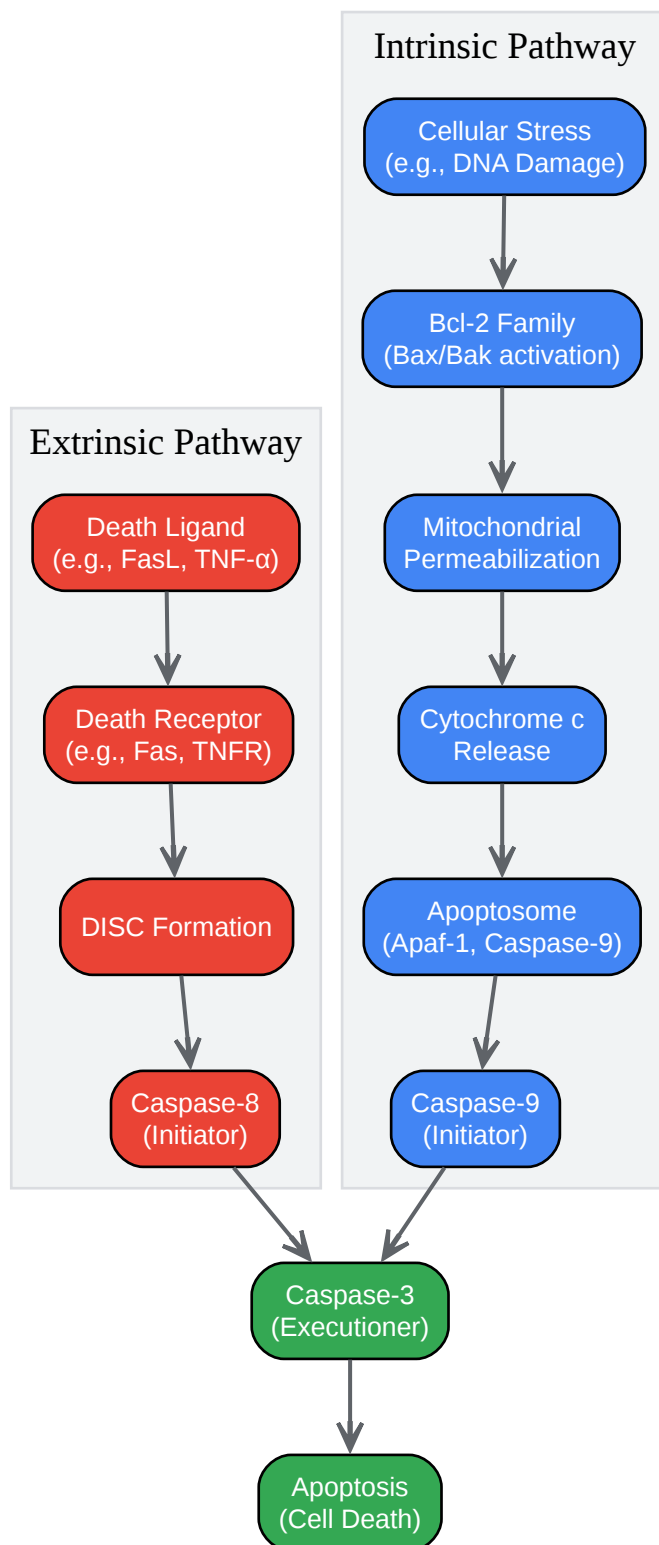 Intrinsic Pathway
Cellular Stress
(e.g., DNA Damage)
Bcl-2 Family
(Bax/Bak activation)
Mitochondrial
Permeabilization
Cytochrome c
Release
Apoptosome
(Apaf-1, Caspase-9)
Caspase-9
(Initiator)
Extrinsic Pathway
Death Ligand
(e.g., FasL, TNF-α)
Death Receptor
(e.g., Fas, TNFR)
DISC Formation
Caspase-8
(Initiator)
Caspase-3
(Executioner)
Apoptosis
(Cell Death)